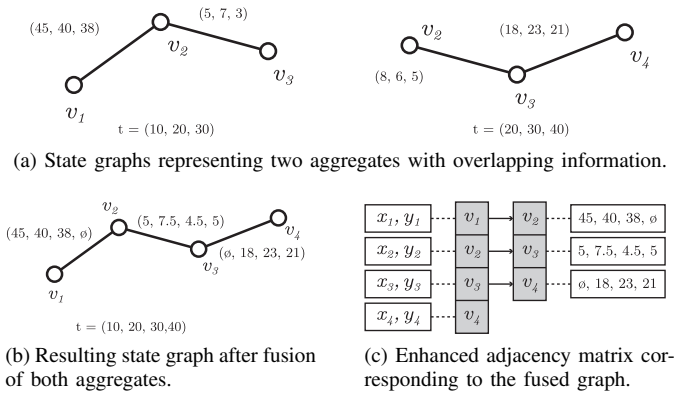 (45, 40, 38)
(5, 7, 3)
v2
v3
v1
t = (10, 20, 30)
v2
(18, 23, 21)
v4
(8, 6, 5)
v3
t = (20, 30, 40)
(a) State graphs representing two aggregates with overlapping information.
v2
(5, 7.5, 4.5, 5)
(45, 40, 38, ø)
v4
(ø, 18, 23, 21)
v3
v1
t = (10, 20, 30,40)
(b) Resulting state graph after fusion
of both aggregates.
x1, y1 v1 v2 45, 40, 38, ø
x2, y2 v2 v3 5, 7.5, 4.5, 5
x3, y3 v3 v4 ø, 18, 23, 21
x4, y4 v4
(c) Enhanced adjacency matrix cor-
responding to the fused graph.